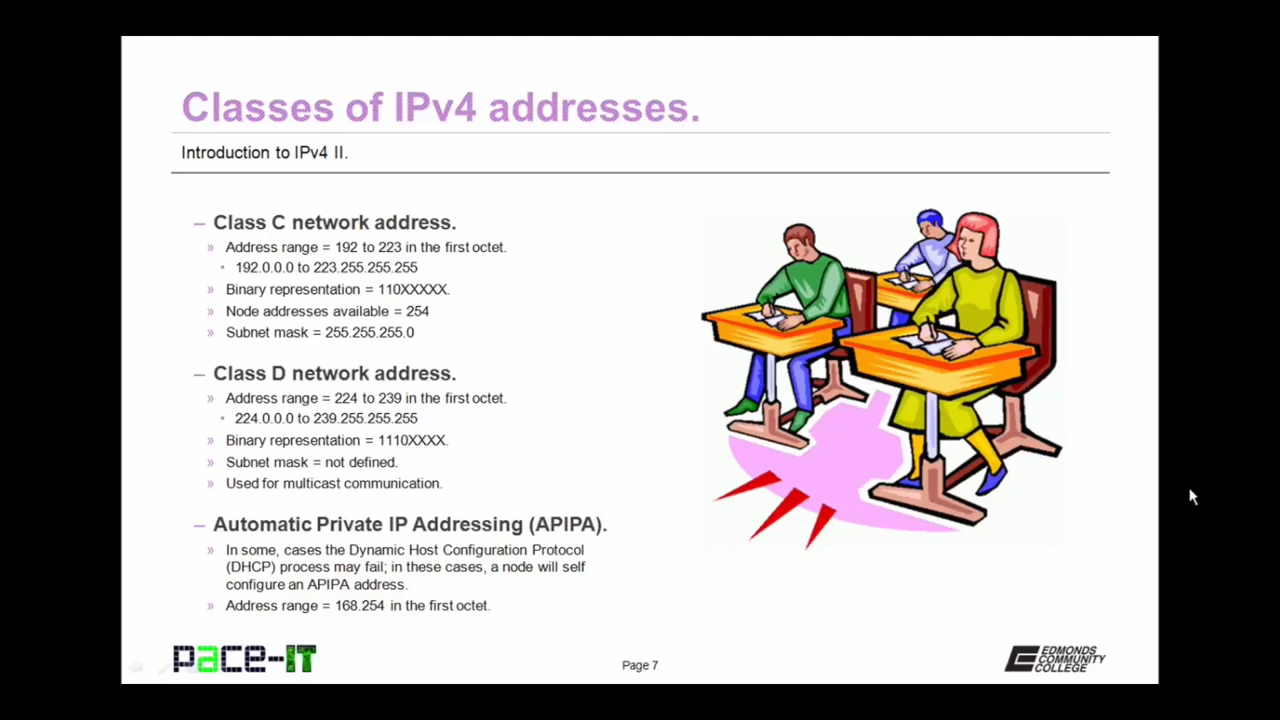 Classes of IPv4 addresses.
Introduction to IPv4 II.
– Class C network address.
» Address range = 192 to 223 in the first octet.
• 192.0.0.0 to 223.255.255.255
» Binary representation = 110XXXXX.
» Node addresses available = 254
» Subnet mask = 255.255.255.0
– Class D network address.
» Address range = 224 to 239 in the first octet.
• 224.0.0.0 to 239.255.255.255
» Binary representation = 1110XXXX.
» Subnet mask = not defined.
» Used for multicast communication.
– Automatic Private IP Addressing (APIPA).
» In some, cases the Dynamic Host Configuration Protocol
(DHCP) process may fail; in these cases, a node will self
configure an APIPA address.
» Address range = 168.254 in the first octet.
pace-IT
Page 7
EDMONDS
COMMUNITY
COLLEGE